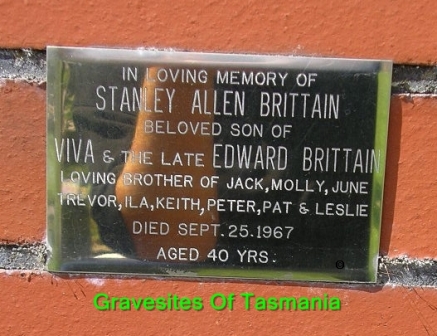 IN LOVING MEMORY OF
STANLEY ALLEN BRITTAIN
BELOVED SON OF
VIVA & THE LATE EDWARD BRITTAIN
LOVING BROTHER OF JACK, MOLLY, JUNE
TREVOR, ILA, KEITH, PETER, PAT & LESLIE
DIED SEPT. 25. 1967
AGED 40 YRS.
Gravesites Of Tasmania